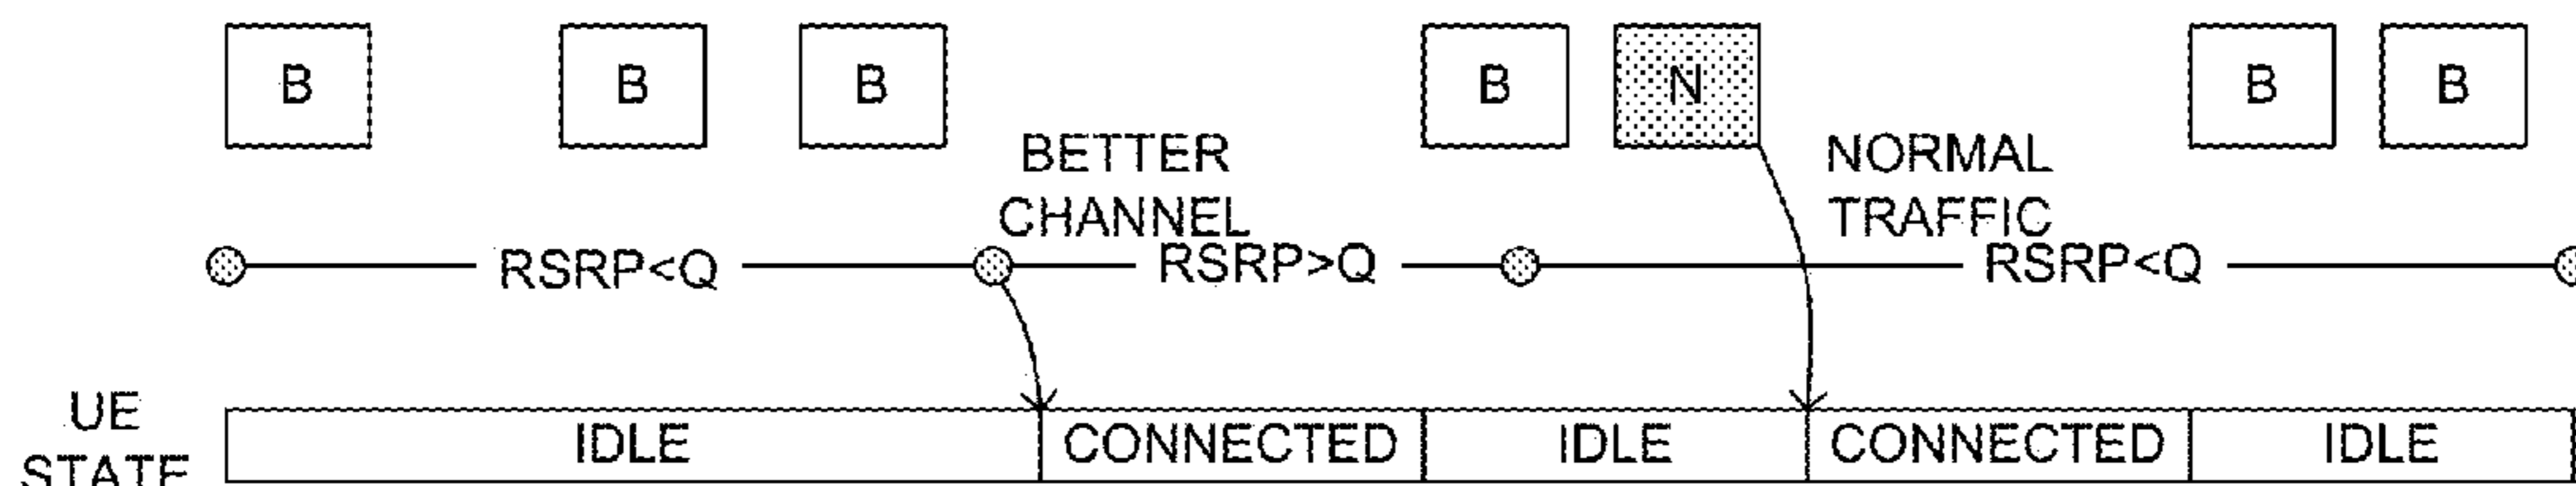 B B B B N B B
BETTER
CHANNEL
NORMAL
TRAFFIC
RSRP<Q RSRP>Q RSRP<Q
UE
STATE
IDLE CONNECTED IDLE CONNECTED IDLE